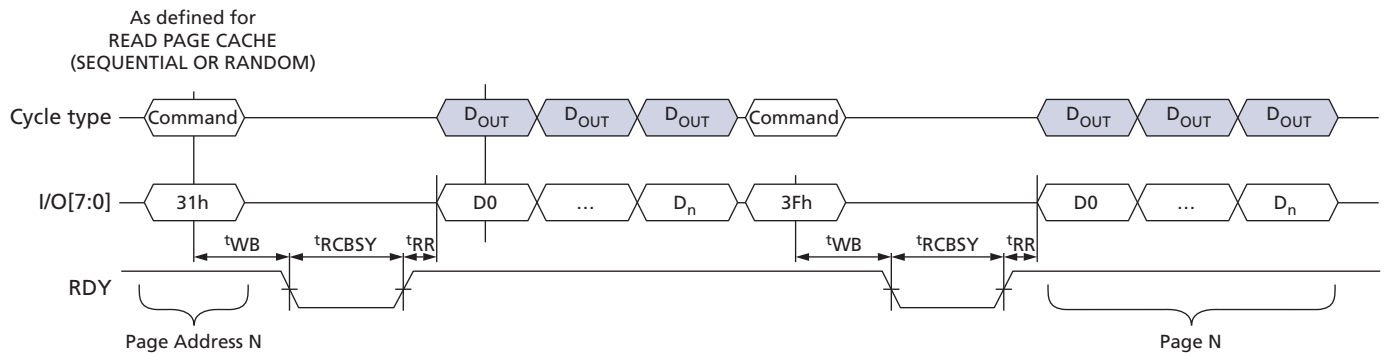 As defined for
READ PAGE CACHE
(SEQUENTIAL OR RANDOM)
Cycle type Command DOUT DOUT DOUT Command DOUT DOUT DOUT
I/O[7:0] 31h D0 ... Dn 3Fh D0 ... Dn
tWB tRCBSY tRR tWB tRCBSY tRR
RDY
Page Address N Page N